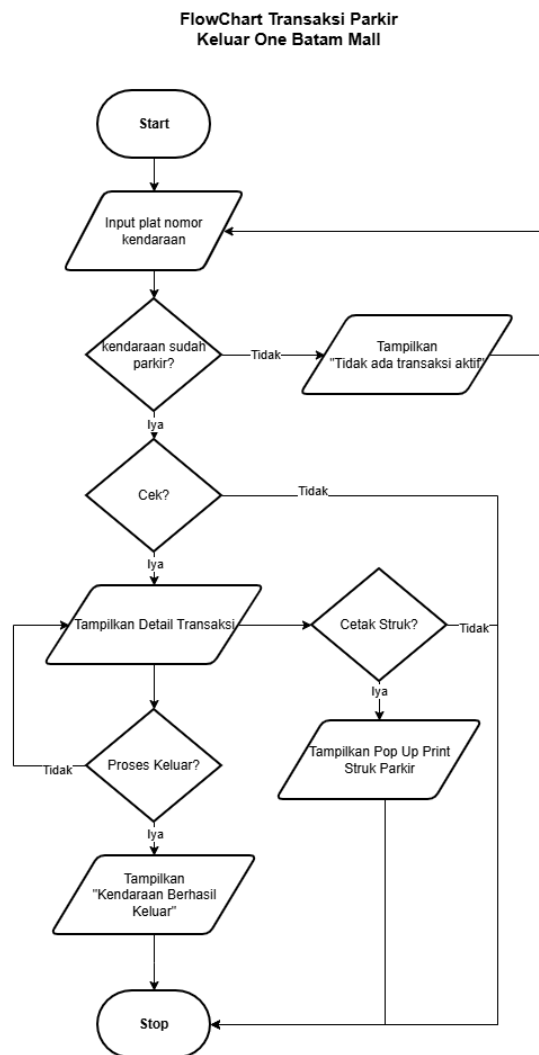 FlowChart Transaksi Parkir
Keluar One Batam Mall
Start
Input plat nomor
kendaraan
kendaraan sudah
parkir?
Tidak
Tampilkan
"Tidak ada transaksi aktif"
Iya
Cek?
Tidak
Iya
Tampilkan Detail Transaksi
Cetak Struk?
Tidak
Iya
Tampilkan Pop Up Print
Struk Parkir
Proses Keluar?
Tidak
Iya
Tampilkan
"Kendaraan Berhasil
Keluar"
Stop